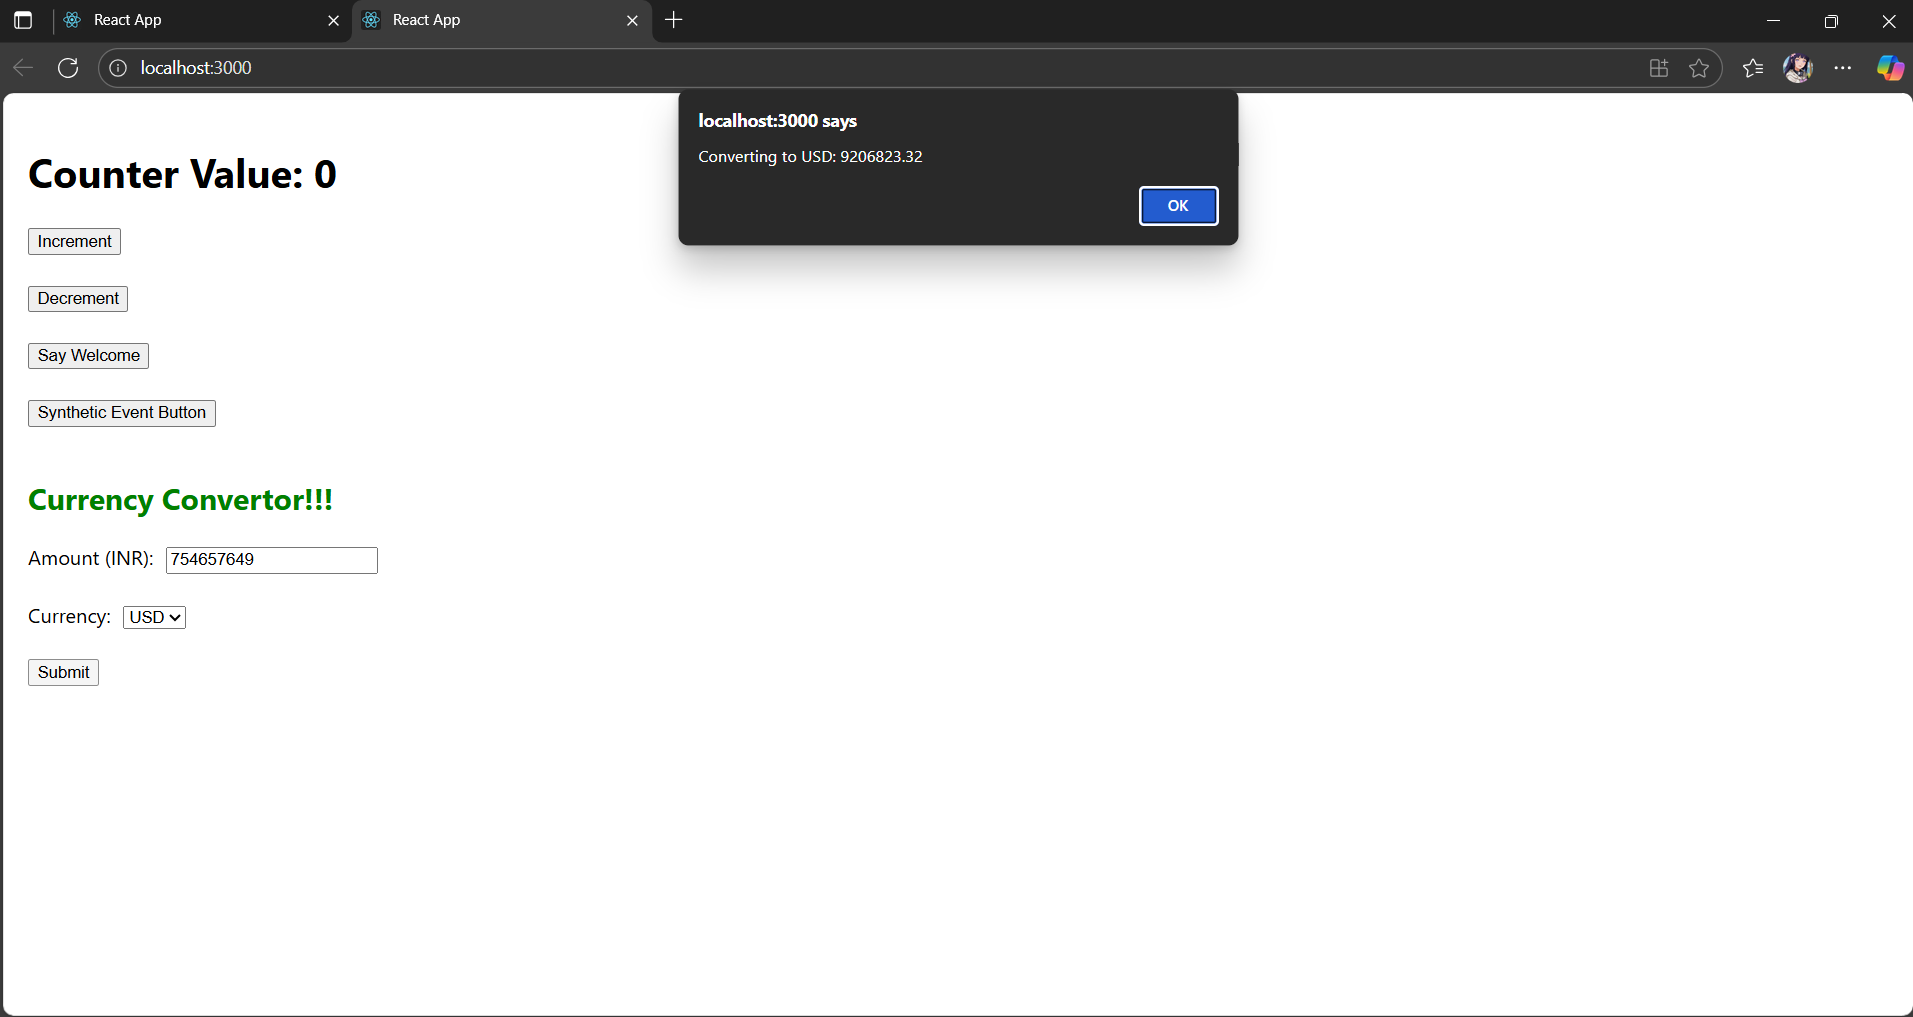 React App
React App
localhost:3000
localhost:3000 says
Converting to USD: 9206823.32
OK
Counter Value: 0
Increment
Decrement
Say Welcome
Synthetic Event Button
Currency Convertor!!!
Amount (INR): 754657649
Currency: USD
Submit